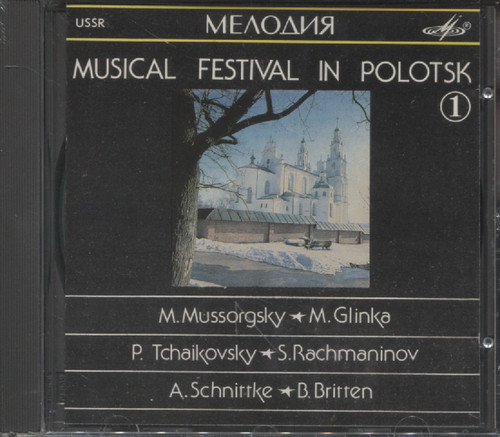 USSR
МЕЛОДИЯ
MUSICAL FESTIVAL IN POLOTSK
1
M. Mussorgsky ★ M. Glinka
P. Tchaikovsky ★ S. Rachmaninov
A. Schnittke ★ B. Britten